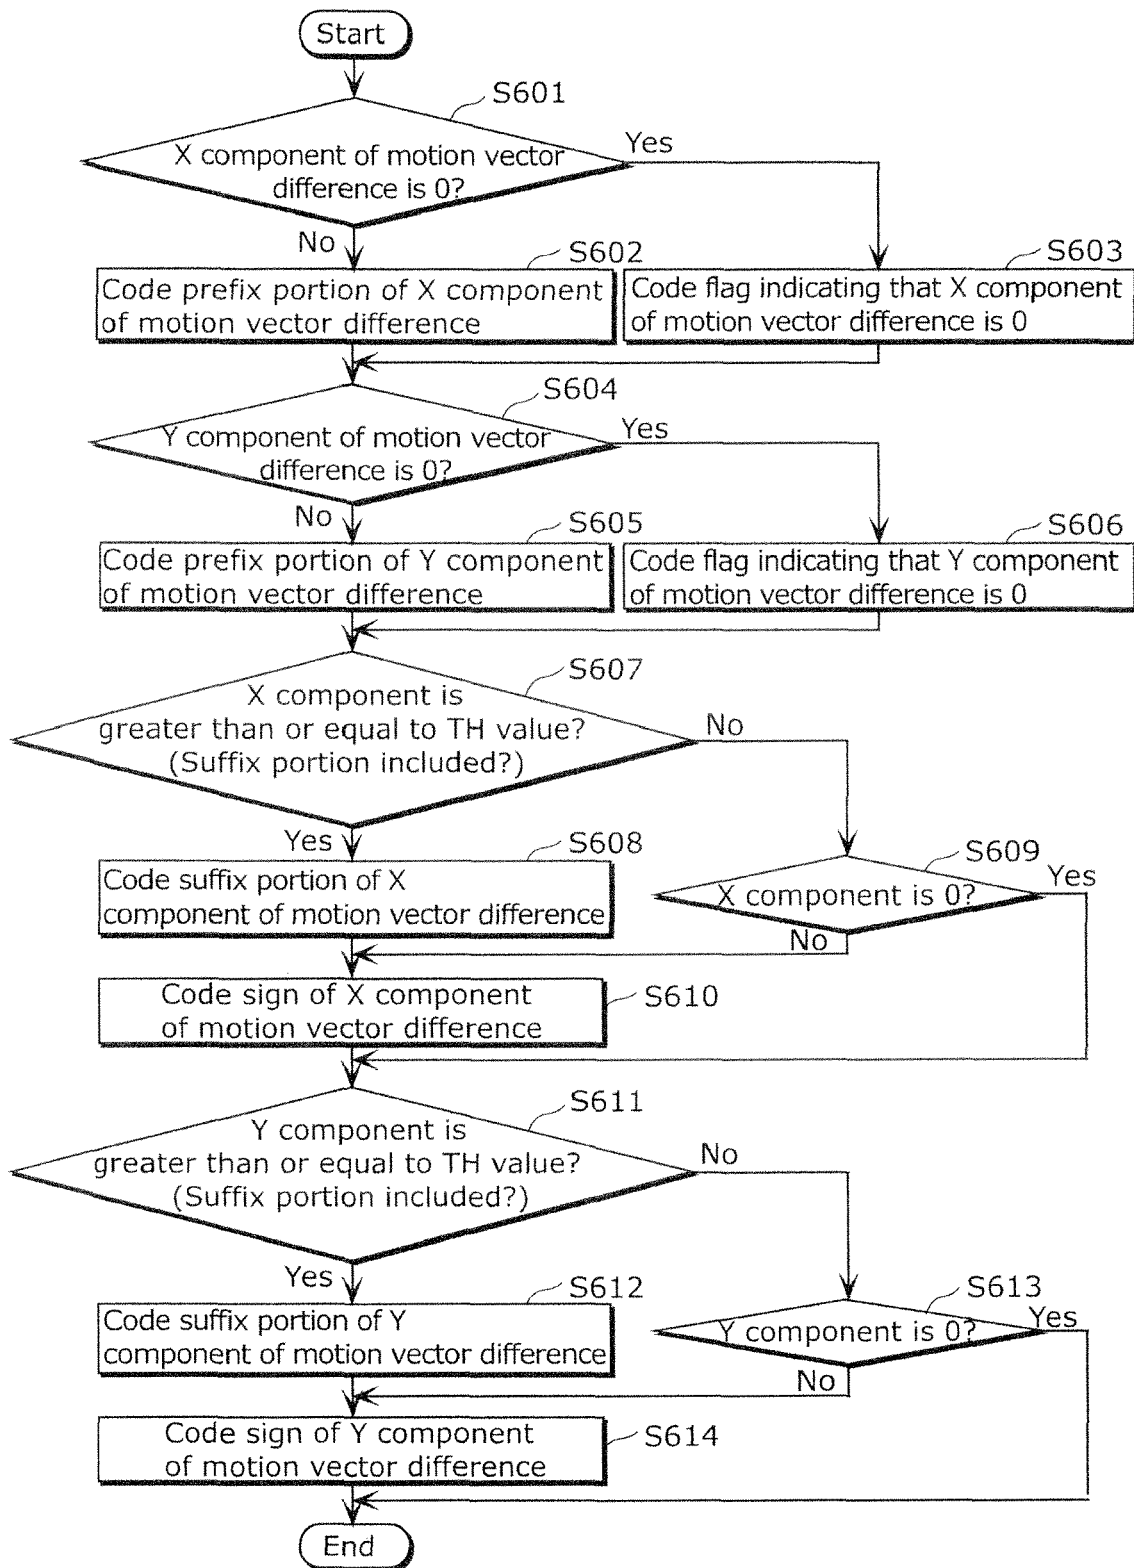 Start
S601
X component of motion vector
difference is 0?
Yes
No
S602
Code prefix portion of X component
of motion vector difference
S603
Code flag indicating that X component
of motion vector difference is 0
S604
Y component of motion vector
difference is 0?
Yes
No
S605
Code prefix portion of Y component
of motion vector difference
S606
Code flag indicating that Y component
of motion vector difference is 0
S607
X component is
greater than or equal to TH value?
(Suffix portion included?)
No
Yes
S608
Code suffix portion of X
component of motion vector difference
S609
X component is 0?
Yes
No
S610
Code sign of X component
of motion vector difference
S611
Y component is
greater than or equal to TH value?
(Suffix portion included?)
No
Yes
S612
Code suffix portion of Y
component of motion vector difference
S613
Y component is 0?
Yes
No
Code sign of Y component
of motion vector difference
S614
End